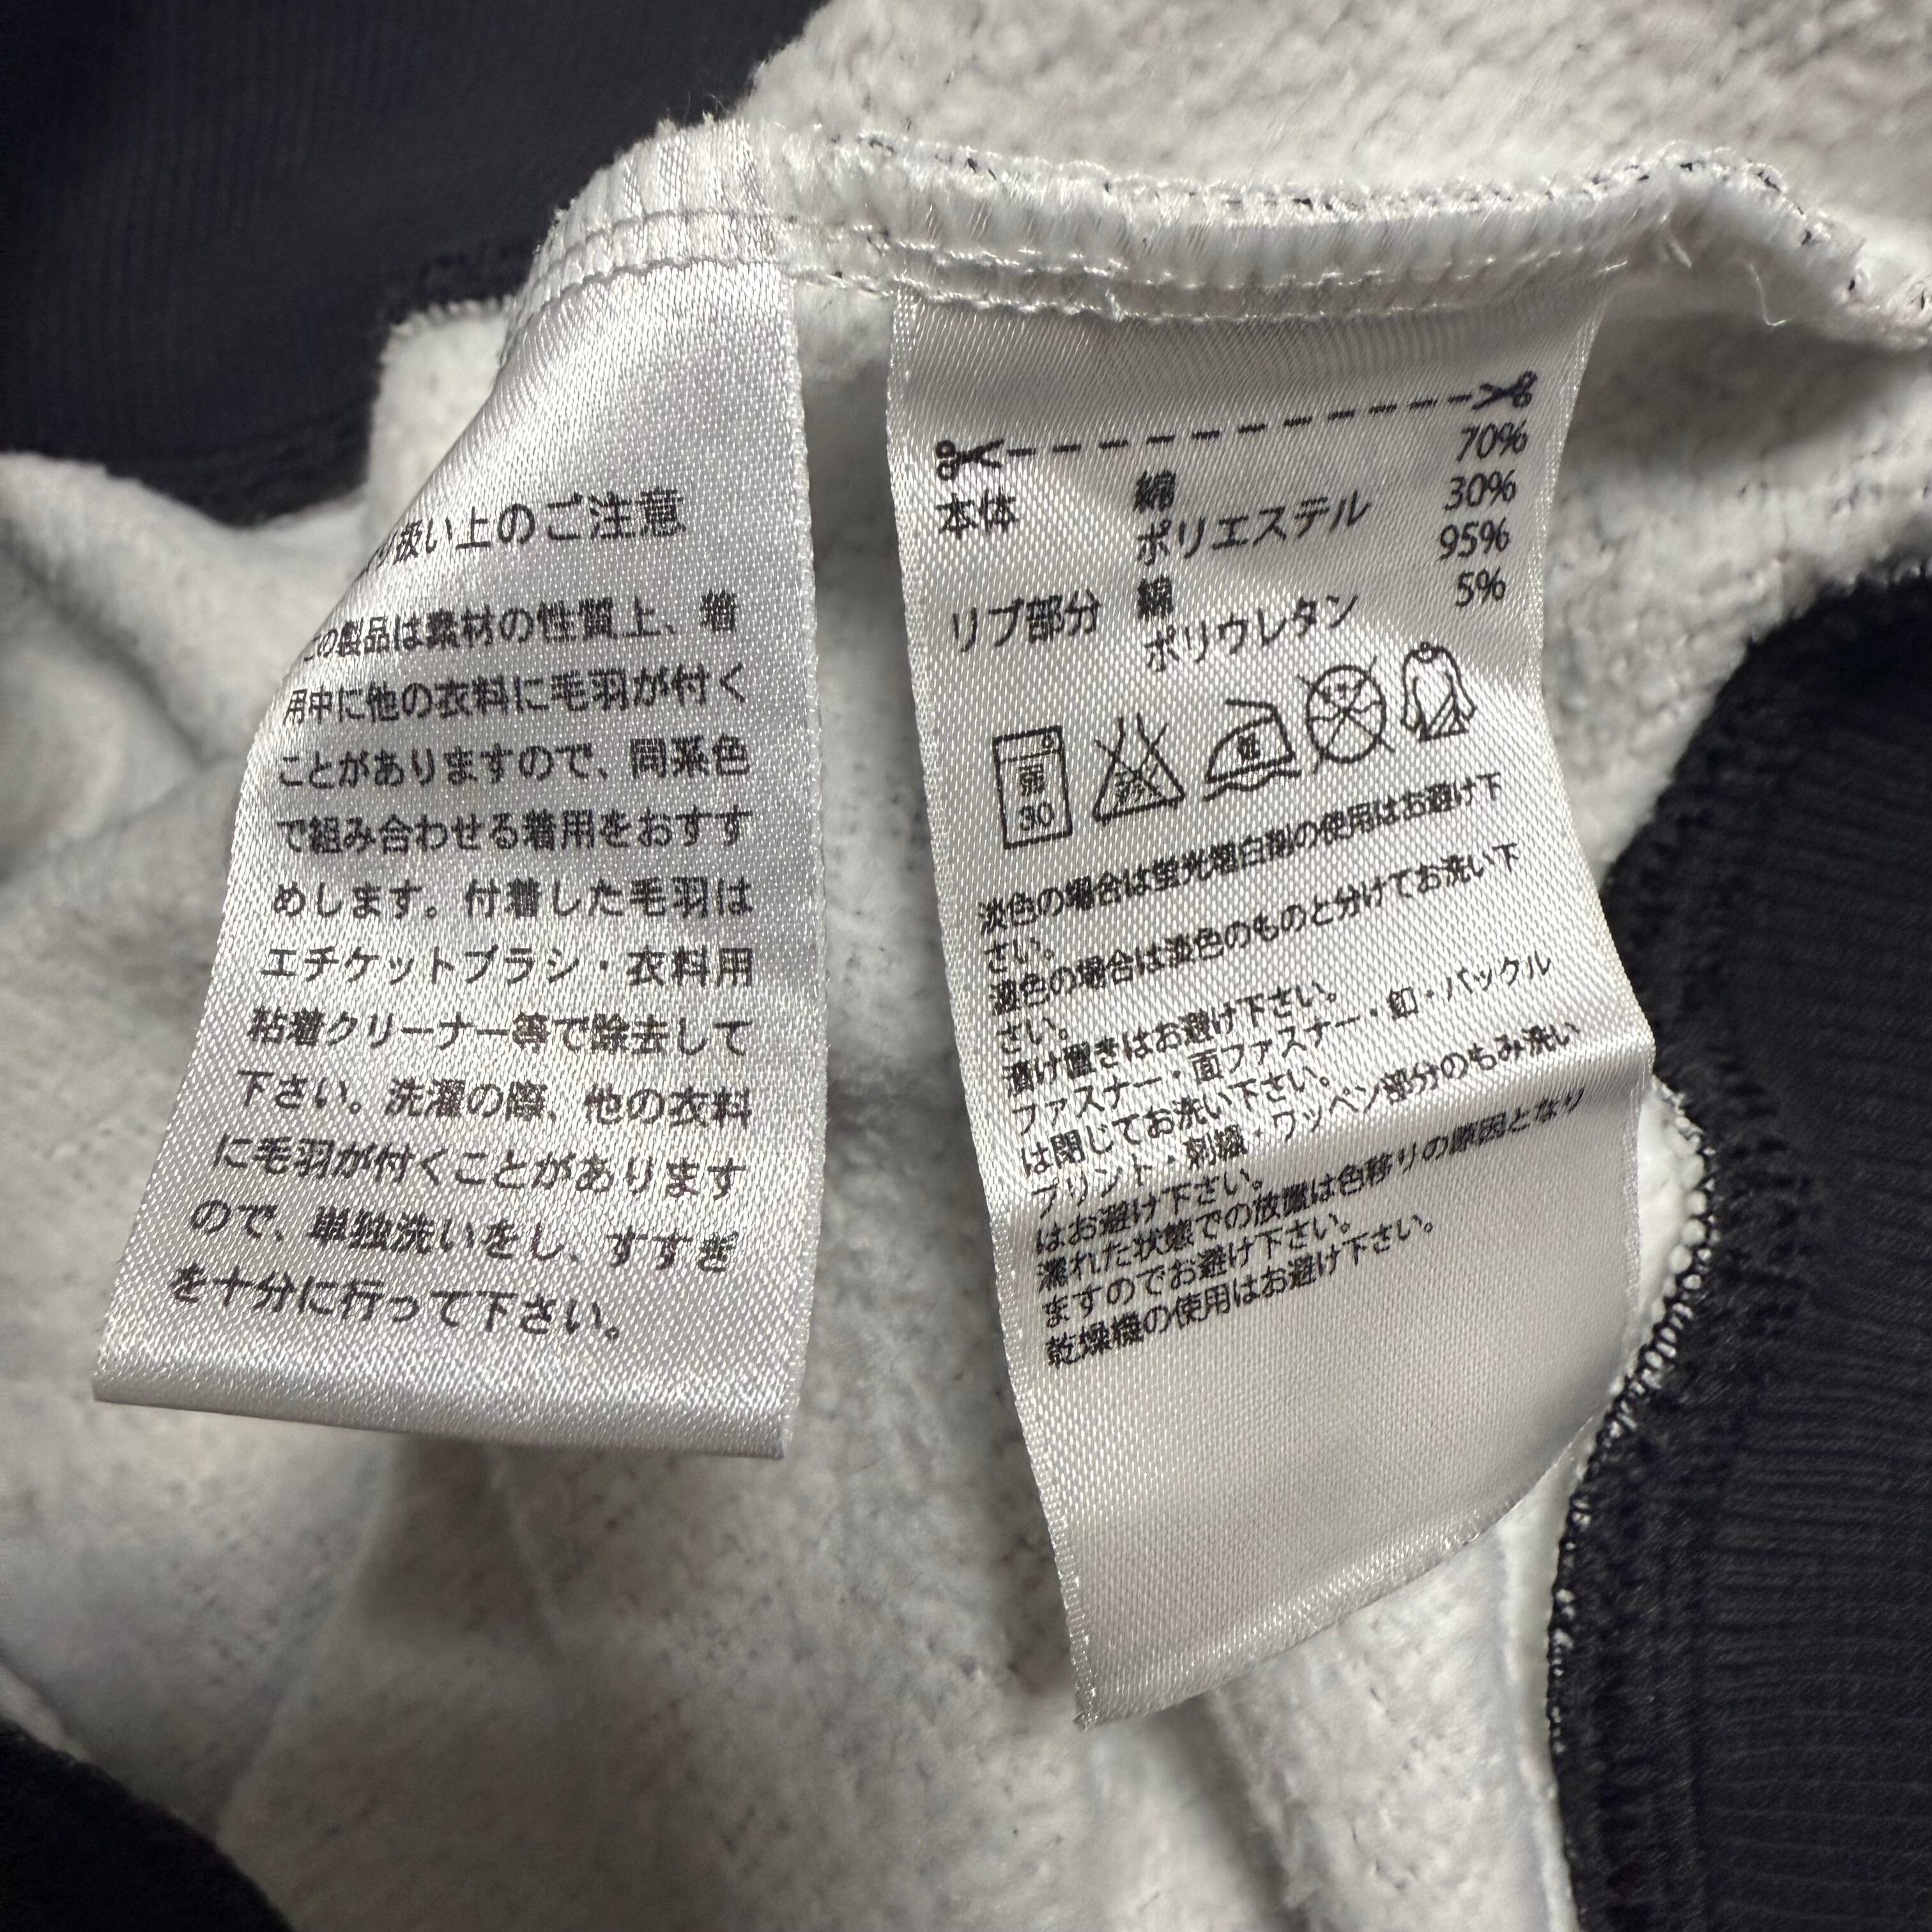 り扱い上のご注意
この製品は素材の性質上、着
用中に他の衣料に毛羽が付く
ことがありますので、同系色
で組み合わせる着用をおすす
めします。付着した毛羽は
エチケットブラシ・衣料用
粘着クリーナー等で除去して
下さい。洗濯の際、他の衣料
に毛羽が付くことがあります
ので、単独洗いをし、すすぎ
を十分に行って下さい。
本体 綿 70%
ポリエステル 30%
リブ部分 綿 95%
ポリウレタン 5%
弱 30
淡色の場合は蛍光増白剤の使用はお避け下
さい。
濃色の場合は淡色のものと分けてお洗い下
さい。
漬け置きはお避け下さい。
ファスナー・面ファスナー・釦・バックル
は閉じてお洗い下さい。
プリント・刺繍・ワッペン部分のもみ洗い
はお避け下さい。
濡れた状態での放置は色移りの原因となり
ますのでお避け下さい。
乾燥機の使用はお避け下さい。